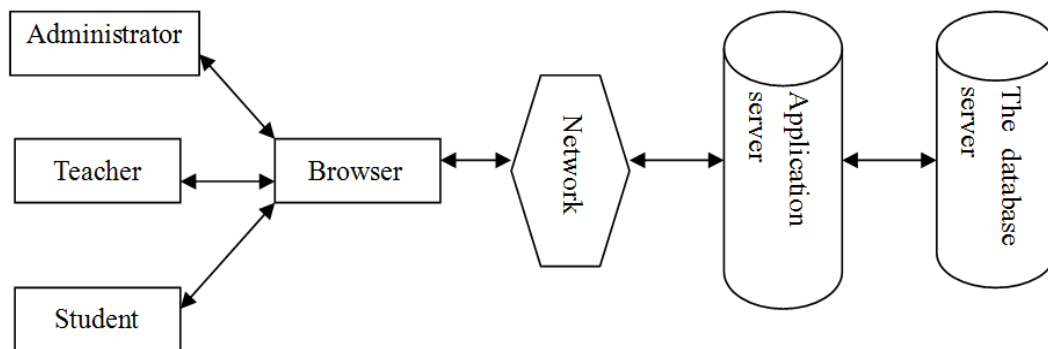 Administrator
Teacher
Student
Browser
Network
Application
server
The database
server